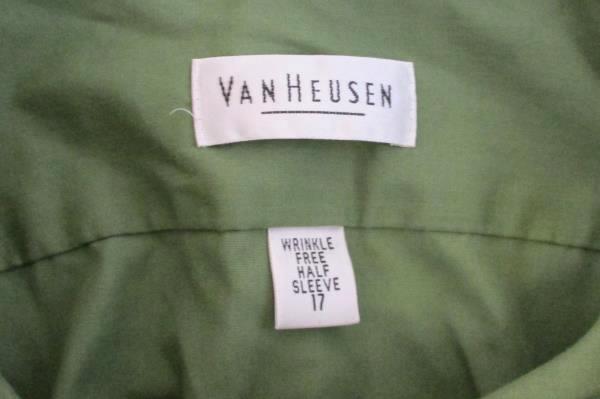 VAN HEUSEN
WRINKLE
FREE
HALF
SLEEVE
17